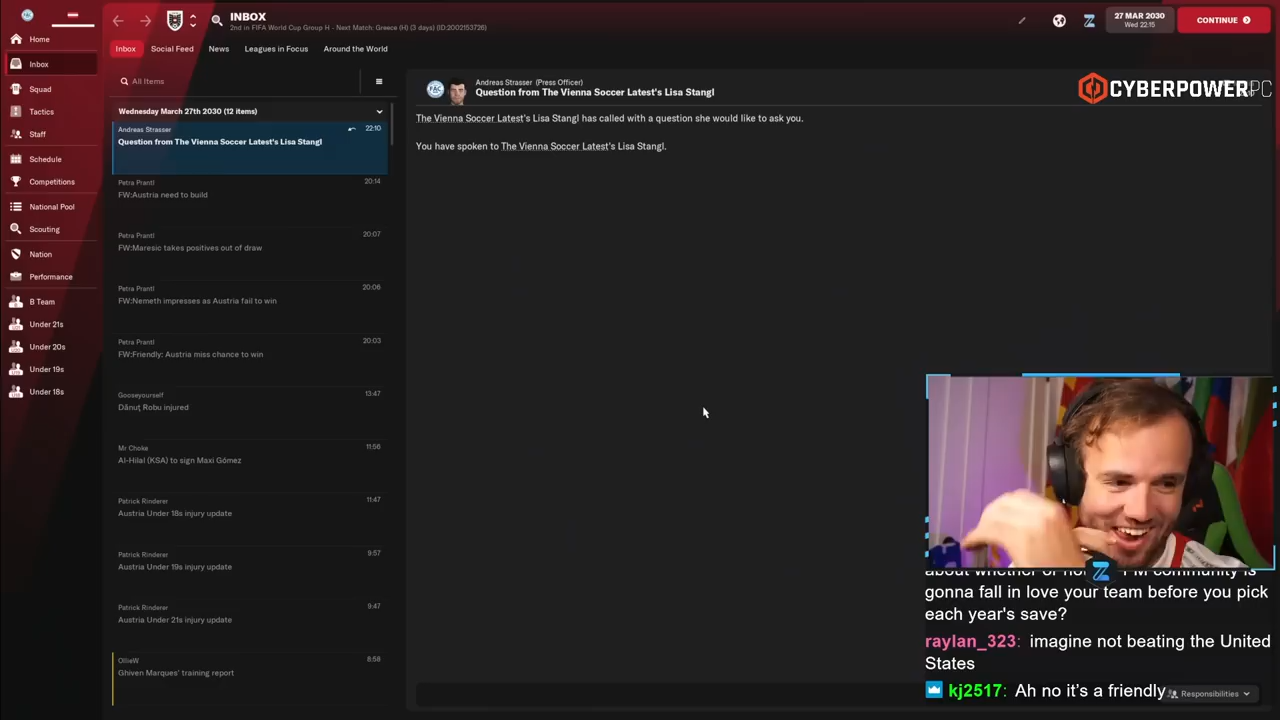 INBOX
2nd in FIFA World Cup Group H - Next Match: Greece (H) (3 days) (ID:2002153726)
27 MAR 2030
Wed 22:15
CONTINUE
Home
Inbox
Squad
Tactics
Staff
Schedule
Competitions
National Pool
Scouting
Nation
Performance
B Team
Under 21s
Under 20s
Under 19s
Under 18s
Inbox
Social Feed
News
Leagues in Focus
Around the World
All Items
Wednesday March 27th 2030 (12 items)
Andreas Strasser
22:10
Question from The Vienna Soccer Latest's Lisa Stangl
Petra Prantl
20:14
FW:Austria need to build
Petra Prantl
20:07
FW:Maresic takes positives out of draw
Petra Prantl
20:06
FW:Nemeth impresses as Austria fail to win
Petra Prantl
20:03
FW:Friendly: Austria miss chance to win
Gooseyourself
13:47
Dănuţ Robu injured
Mr Choke
11:56
Al-Hilal (KSA) to sign Maxi Gómez
Patrick Rinderer
11:47
Austria Under 18s injury update
Patrick Rinderer
9:57
Austria Under 19s injury update
Patrick Rinderer
9:47
Austria Under 21s injury update
OllieW
8:58
Ghiven Marques' training report
Andreas Strasser (Press Officer)
Question from The Vienna Soccer Latest's Lisa Stangl
The Vienna Soccer Latest's Lisa Stangl has called with a question she would like to ask you.
You have spoken to The Vienna Soccer Latest's Lisa Stangl.
CYBERPOWERPC
about whether or not
community is
gonna fall in love your team before you pick
each year's save?
raylan_323: imagine not beating the United
States
kj2517: Ah no it's a friendly
Responsibilities